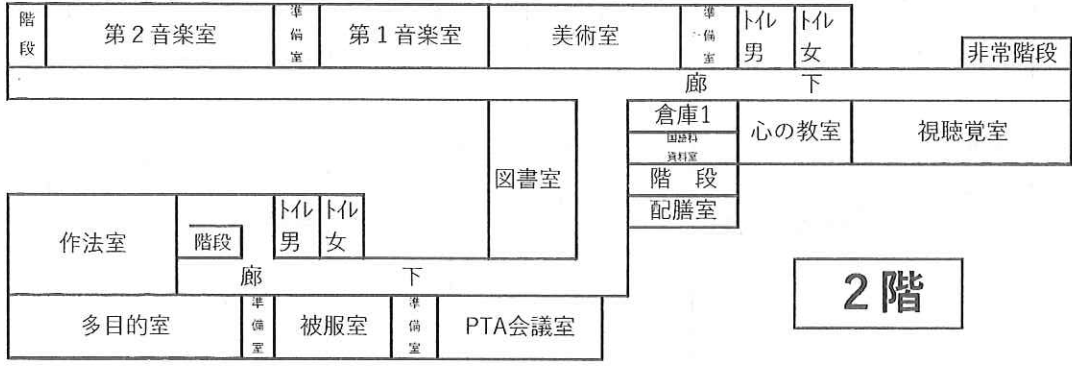 階段
第２音楽室
準備室
第１音楽室
美術室
準備室
トイレ
男
トイレ
女
非常階段
廊　下
倉庫1
心の教室
視聴覚室
資料室
階　段
配膳室
図書室
作法室
階段
トイレ
男
トイレ
女
廊　下
多目的室
準備室
被服室
準備室
PTA会議室
２階